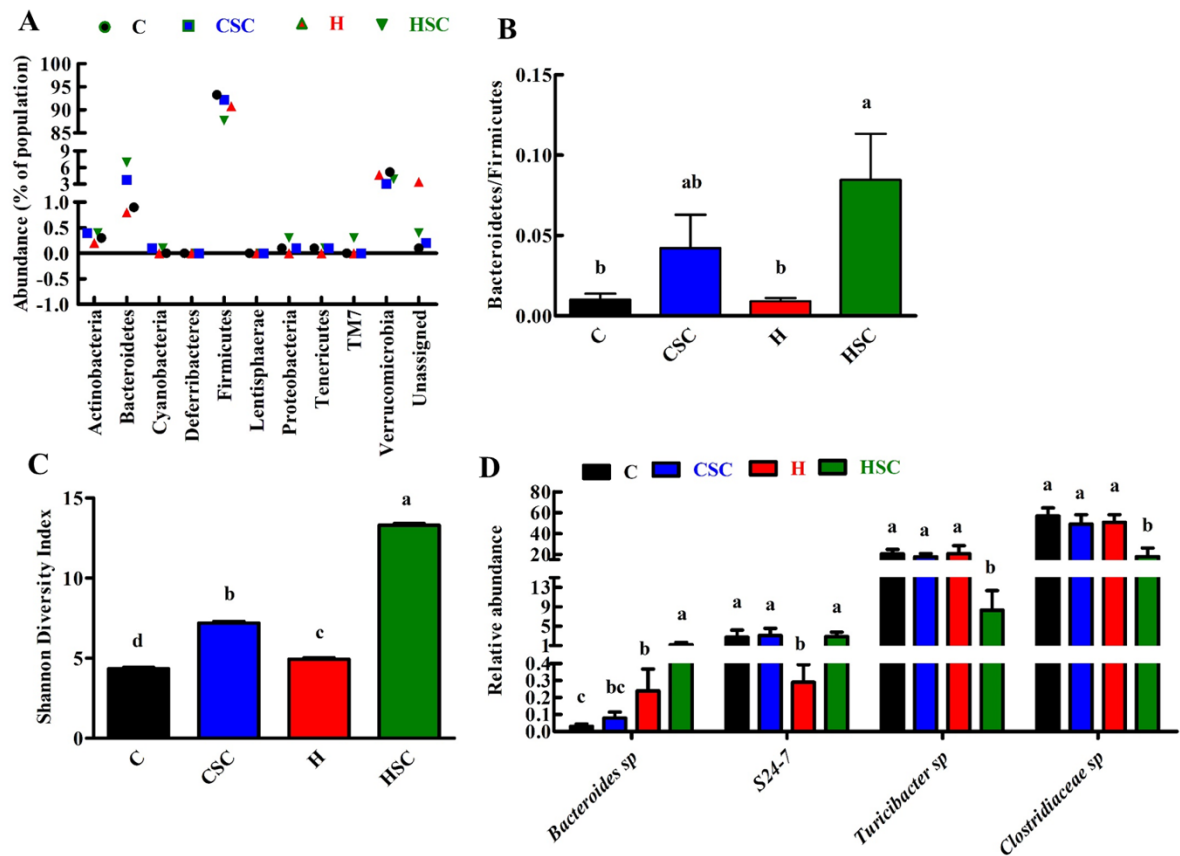 A
C CSC H HSC
Abundance (% of population)
100
95
90
85
9
6
3
1.0
0.5
0.0
-0.5
-1.0
Actinobacteria
Bacteroidetes
Cyanobacteria
Deferribacteres
Firmicutes
Lentisphaerae
Proteobacteria
Tenericutes
TM7
Verrucomicrobia
Unassigned
B
Bacteroidetes/Firmicutes
0.15
0.10
0.05
0.00
b
ab
b
a
C
CSC
H
HSC
C
Shannon Diversity Index
15
10
5
0
d
b
c
a
C
CSC
H
HSC
D
C CSC H HSC
Relative abundance
80
60
40
20
13
9
5
1
0.4
0.3
0.2
0.1
0.0
c bc b a
a a b a
a a a b
a a a b
Bacteroides sp
S24-7
Turicibacter sp
Clostridiaceae sp